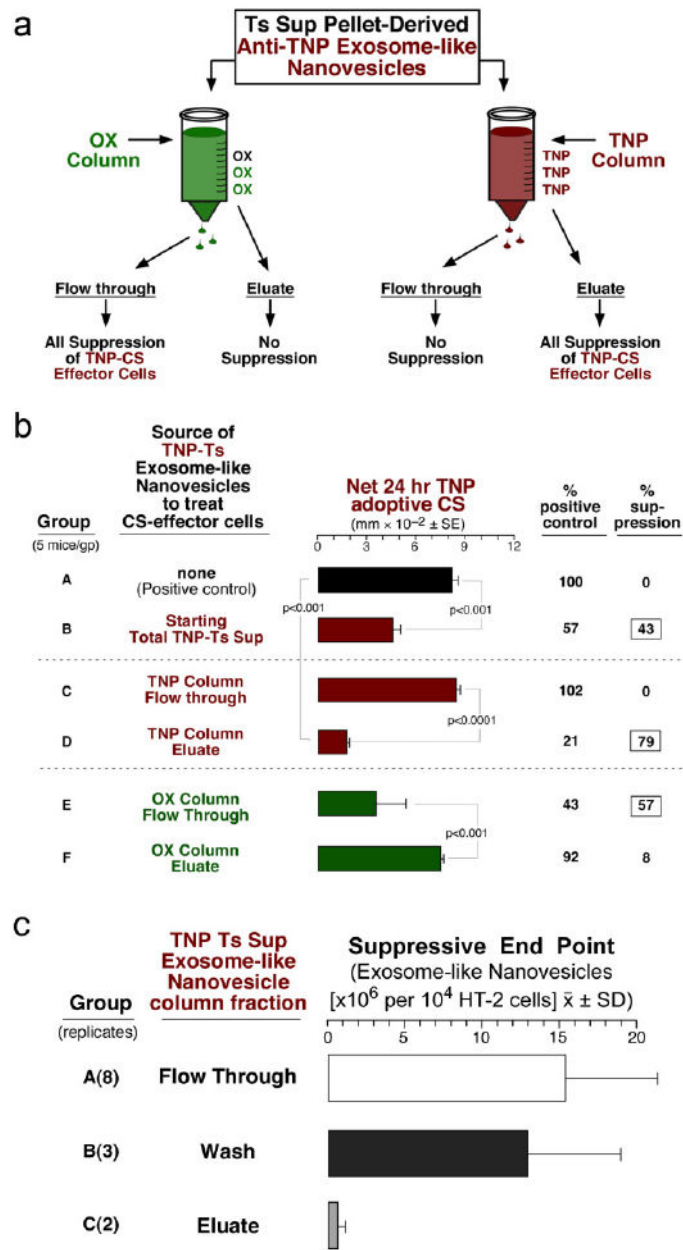 a
Ts Sup Pellet-Derived
Anti-TNP Exosome-like
Nanovesicles
OX
Column
OX
OX
OX
TNP
TNP
TNP
TNP
Column
Flow through
Eluate
Flow through
Eluate
All Suppression
of TNP-CS
Effector Cells
No
Suppression
No
Suppression
All Suppression
of TNP-CS
Effector Cells
b
Group
(5 mice/gp)
Source of
TNP-Ts
Exosome-like
Nanovesicles
to treat
CS-effector cells
Net 24 hr TNP
adoptive CS
(mm × 10⁻² ± SE)
0 3 6 9 12
%
positive
control
%
sup-
pression
A none (Positive control) 100 0
p<0.001 p<0.001
B Starting Total TNP-Ts Sup 57 43
C TNP Column Flow through 102 0
p<0.0001
D TNP Column Eluate 21 79
E OX Column Flow Through 43 57
p<0.001
F OX Column Eluate 92 8
c
Group
(replicates)
TNP Ts Sup
Exosome-like
Nanovesicle
column fraction
Suppressive End Point
(Exosome-like Nanovesicles
[x10⁶ per 10⁴ HT-2 cells] x̄ ± SD)
0 5 10 15 20
A(8) Flow Through
B(3) Wash
C(2) Eluate